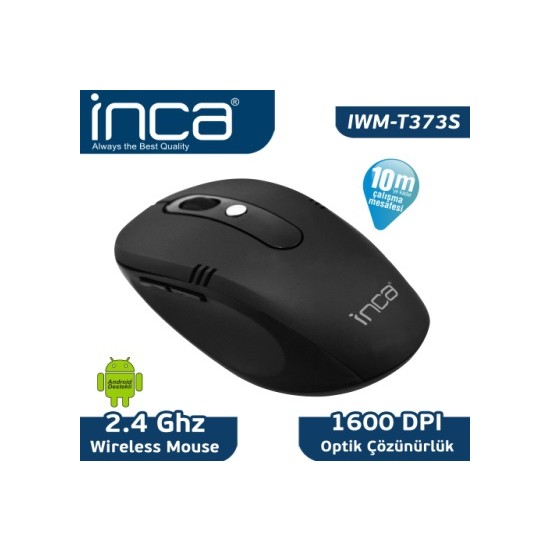 inca®
Always the Best Quality
IWM-T373S
10m
çalışma
mesafesi
inca
Android
Destekli
2.4 Ghz
Wireless Mouse
1600 DPI
Optik Çözünürlük